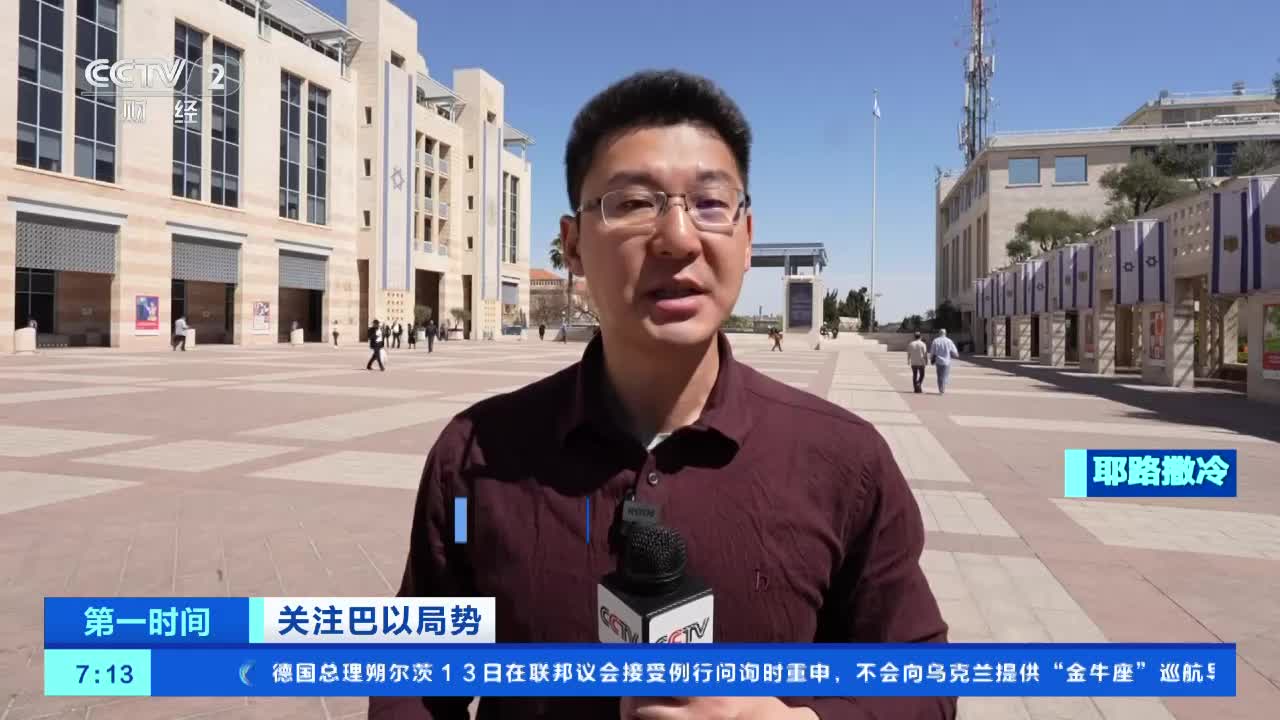 CCTV 2
财 经
耶路撒冷
CCTV CCTV
第一时间 关注巴以局势
7:13 德国总理朔尔茨13日在联邦议会接受例行问询时重申，不会向乌克兰提供“金牛座”巡航